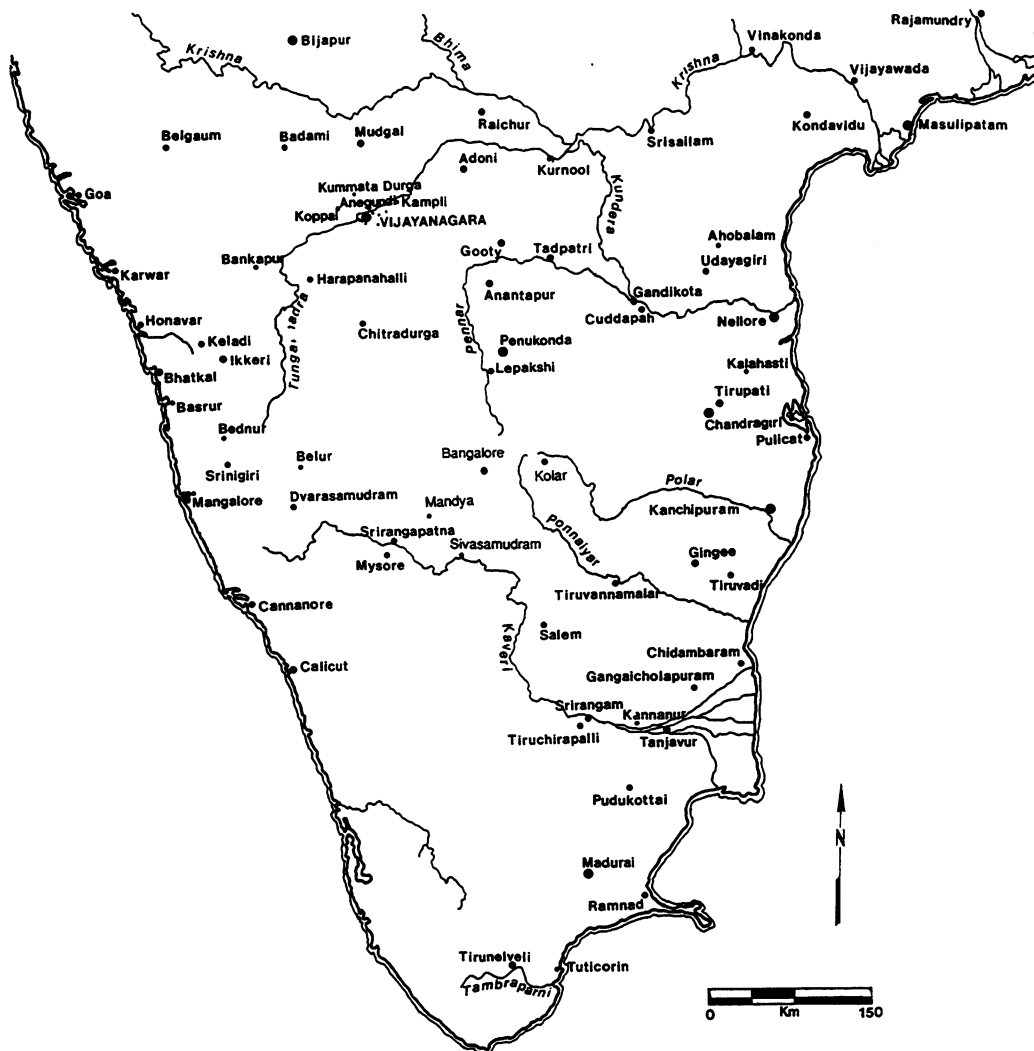 Rajamundry
Bijapur
Krishna
Bhima
Vinakonda
Krishna
Vijayawada
Raichur
Kondavidu
Masulipatam
Belgaum
Badami
Mudgal
Srisailam
Adoni
Kurnool
Goa
Kummata Durga
Anegundi
Kampli
Koppal
VIJAYANAGARA
Kundera
Gooty
Tadpatri
Ahobalam
Udayagiri
Bankapur
Karwar
Harapanahalli
Anantapur
Gandikota
Cuddapah
Nellore
Honavar
Keladi
Ikkeri
Tunga
adra
Chitradurga
Pennar
Penukonda
Lepakshi
Kalahasti
Bhatkal
Basrur
Tirupati
Chandragiri
Pulicat
Bednur
Srinigiri
Belur
Bangalore
Kolar
Mangalore
Dvarasamudram
Mandya
Polar
Kanchipuram
Srirangapatna
Mysore
Sivasamudram
Ponnaiyar
Gingee
Tiruvadi
Tiruvannamalai
Cannanore
Salem
Kaveri
Chidambaram
Gangaicholapuram
Calicut
Srirangam
Kannanur
Tiruchirapalli
Tanjavur
Pudukottai
N
Madurai
Ramnad
Tirunelveli
Tuticorin
Tambraparni
0 Km 150